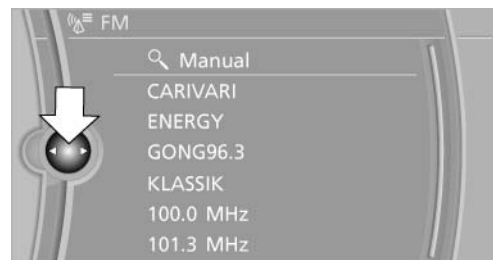 FM
Manual
CARIVARI
ENERGY
GONG96.3
KLASSIK
100.0 MHz
101.3 MHz